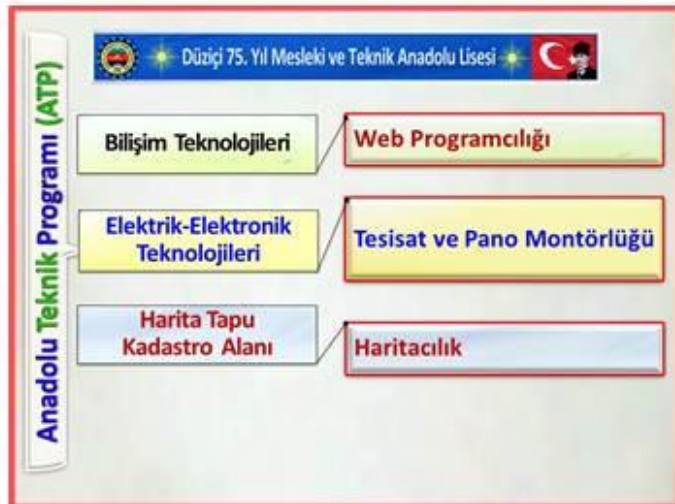 Düziçi 75. Yıl Mesleki ve Teknik Anadolu Lisesi
Anadolu Teknik Programı (ATP)
Bilişim Teknolojileri
Web Programcılığı
Elektrik-Elektronik
Teknolojileri
Tesisat ve Pano Montörlüğü
Harita Tapu
Kadastro Alanı
Haritacılık